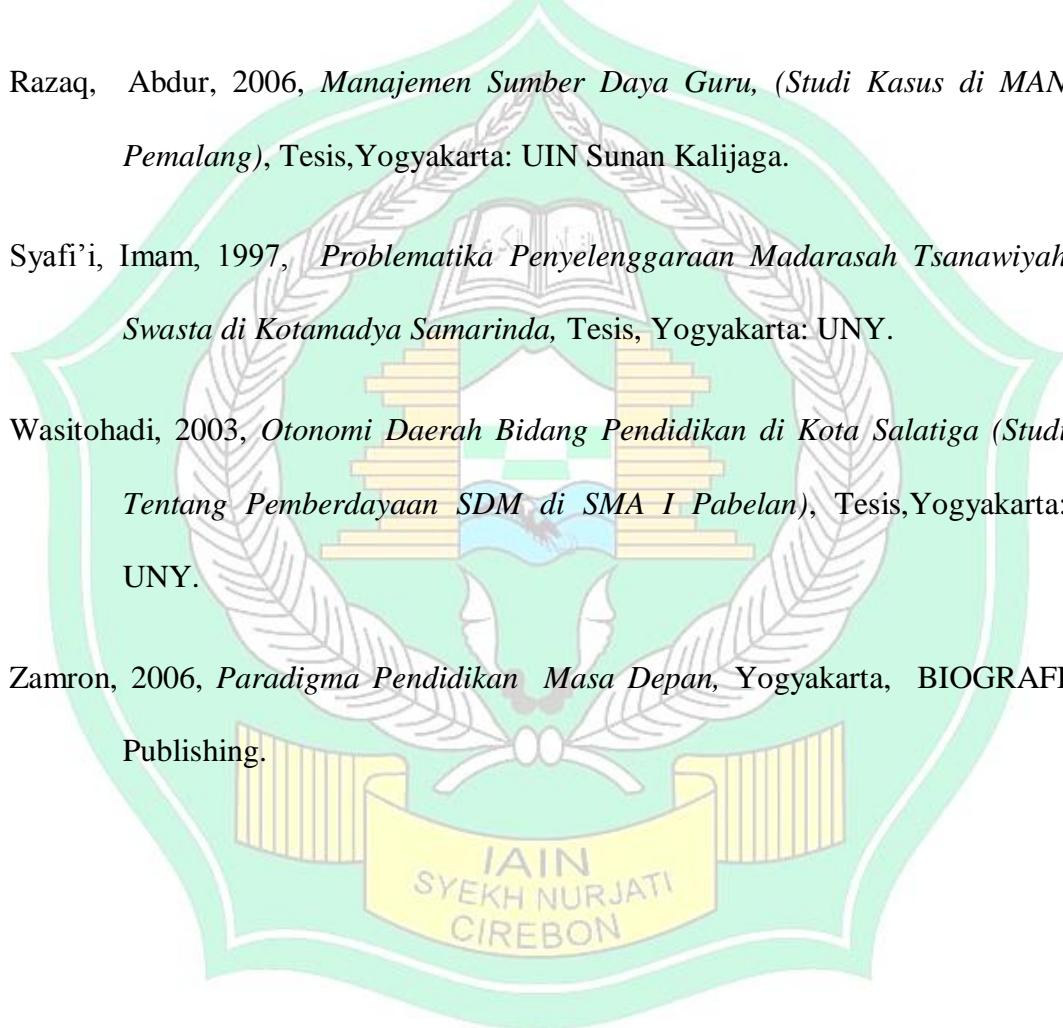 Razaq, Abdur, 2006, Manajemen Sumber Daya Guru, (Studi Kasus di MAN
Pemalang), Tesis,Yogyakarta: UIN Sunan Kalijaga.
Syafi’i, Imam, 1997, Problematika Penyelenggaraan Madarasah Tsanawiyah
Swasta di Kotamadya Samarinda, Tesis, Yogyakarta: UNY.
Wasitohadi, 2003, Otonomi Daerah Bidang Pendidikan di Kota Salatiga (Studi
Tentang Pemberdayaan SDM di SMA I Pabelan), Tesis,Yogyakarta:
UNY.
Zamron, 2006, Paradigma Pendidikan Masa Depan, Yogyakarta, BIOGRAFI
Publishing.
IAIN
SYEKH NURJATI
CIREBON